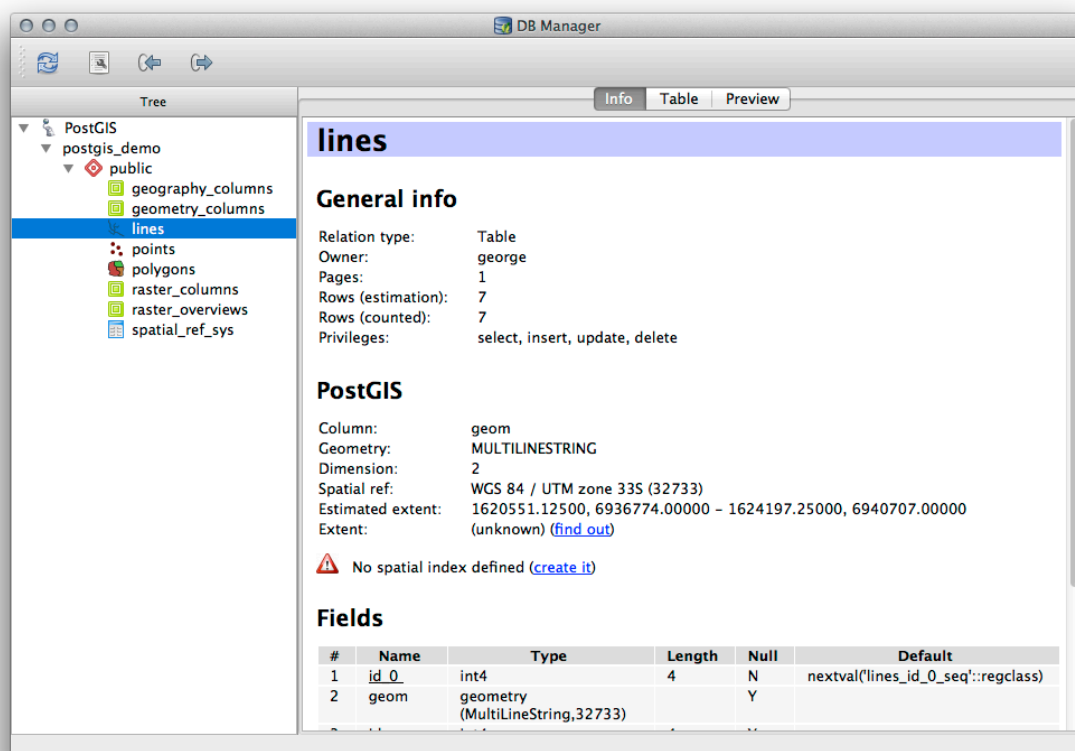 DB Manager
Tree
Info Table Preview
PostGIS
postgis_demo
public
geography_columns
geometry_columns
lines
points
polygons
raster_columns
raster_overviews
spatial_ref_sys
lines
General info
Relation type: Table
Owner: george
Pages: 1
Rows (estimation): 7
Rows (counted): 7
Privileges: select, insert, update, delete
PostGIS
Column: geom
Geometry: MULTILINESTRING
Dimension: 2
Spatial ref: WGS 84 / UTM zone 33S (32733)
Estimated extent: 1620551.12500, 6936774.00000 - 1624197.25000, 6940707.00000
Extent: (unknown) (find out)
No spatial index defined (create it)
Fields
# Name Type Length Null Default
1 id_0 int4 4 N nextval('lines_id_0_seq'::regclass)
2 geom geometry Y
(MultiLineString,32733)